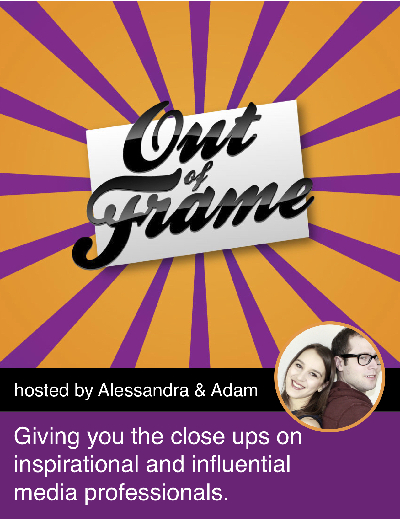 Out
of
Frame
hosted by Alessandra & Adam
Giving you the close ups on
inspirational and influential
media professionals.